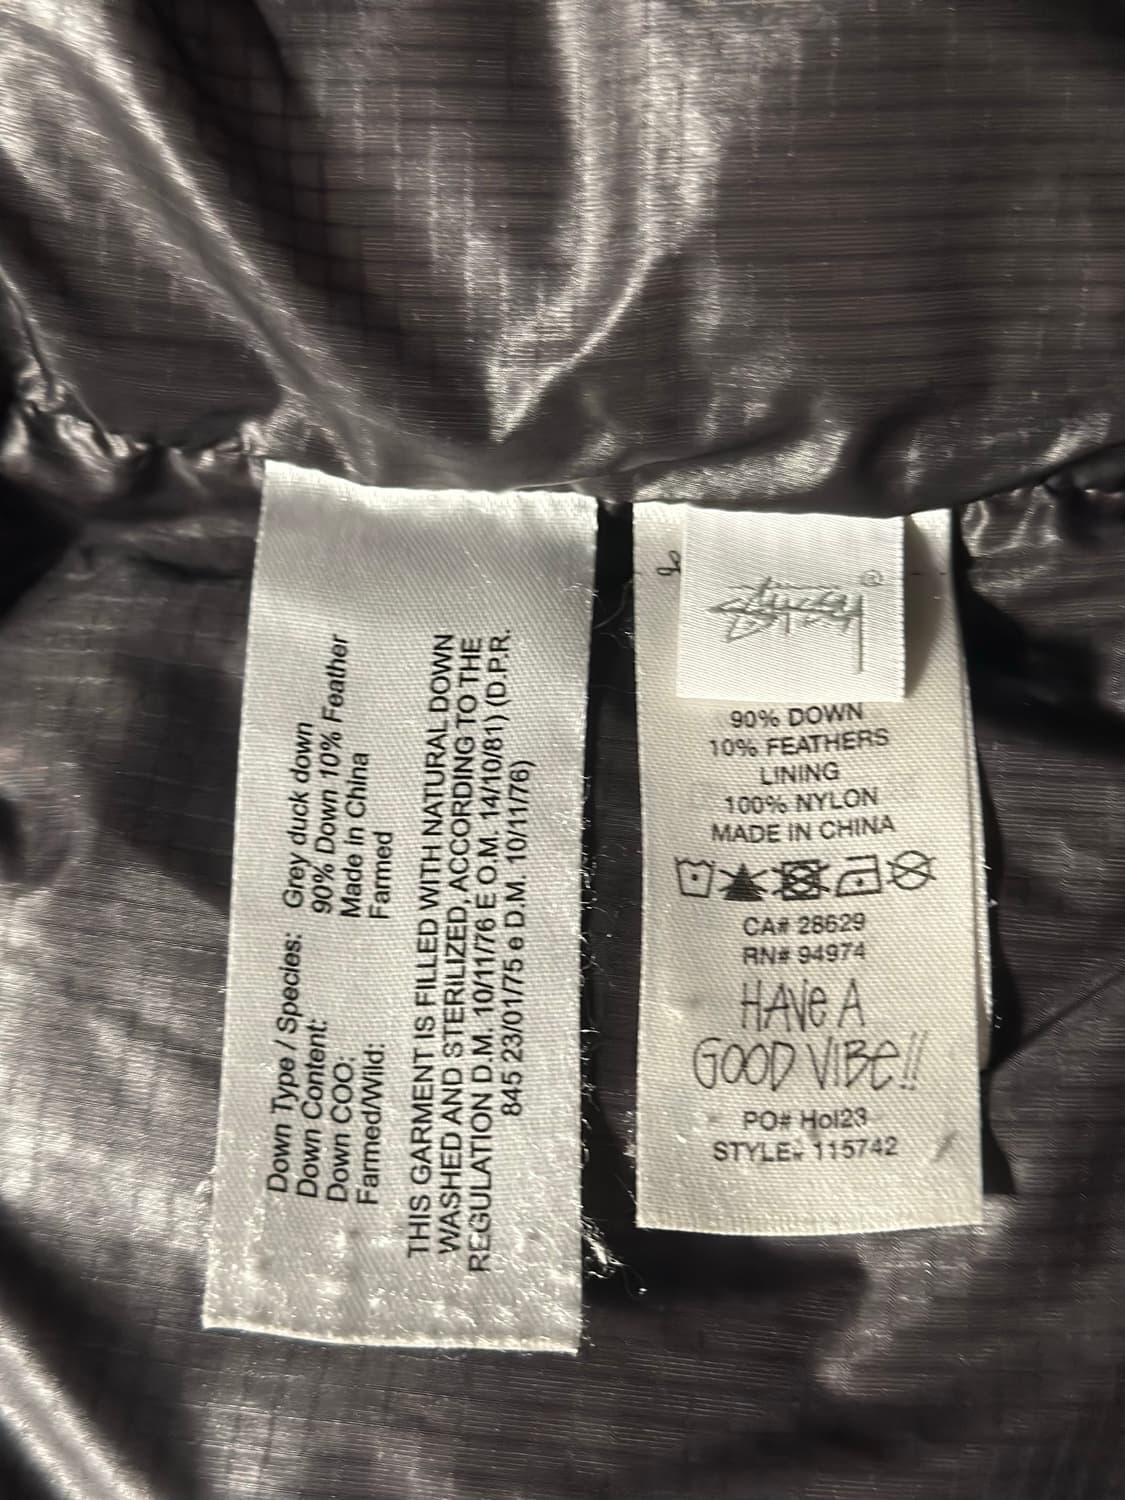 Down Type / Species: Grey duck down
Down Content: 90% Down 10% Feather
Down COO: Made in China
Farmed/Wild: Farmed
THIS GARMENT IS FILLED WITH NATURAL DOWN
WASHED AND STERILIZED, ACCORDING TO THE
REGULATION D.M. 10/11/76 E O.M. 14/10/81) (D.P.R.
845 23/01/75 e D.M. 10/11/76)
Stüssy ®
90% DOWN
10% FEATHERS
LINING
100% NYLON
MADE IN CHINA
CA# 28629
RN# 94974
HAVE A
GOOD VIBE!!
PO# Hol23
STYLE# 115742